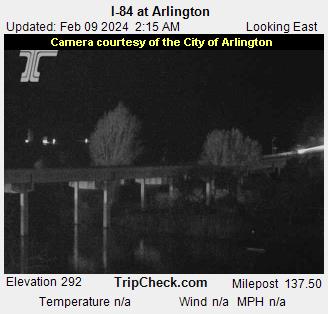 I-84 at Arlington
Updated: Feb 09 2024 2:15 AM Looking East
Camera courtesy of the City of Arlington
Elevation 292 TripCheck.com Milepost 137.50
Temperature n/a Wind n/a MPH n/a